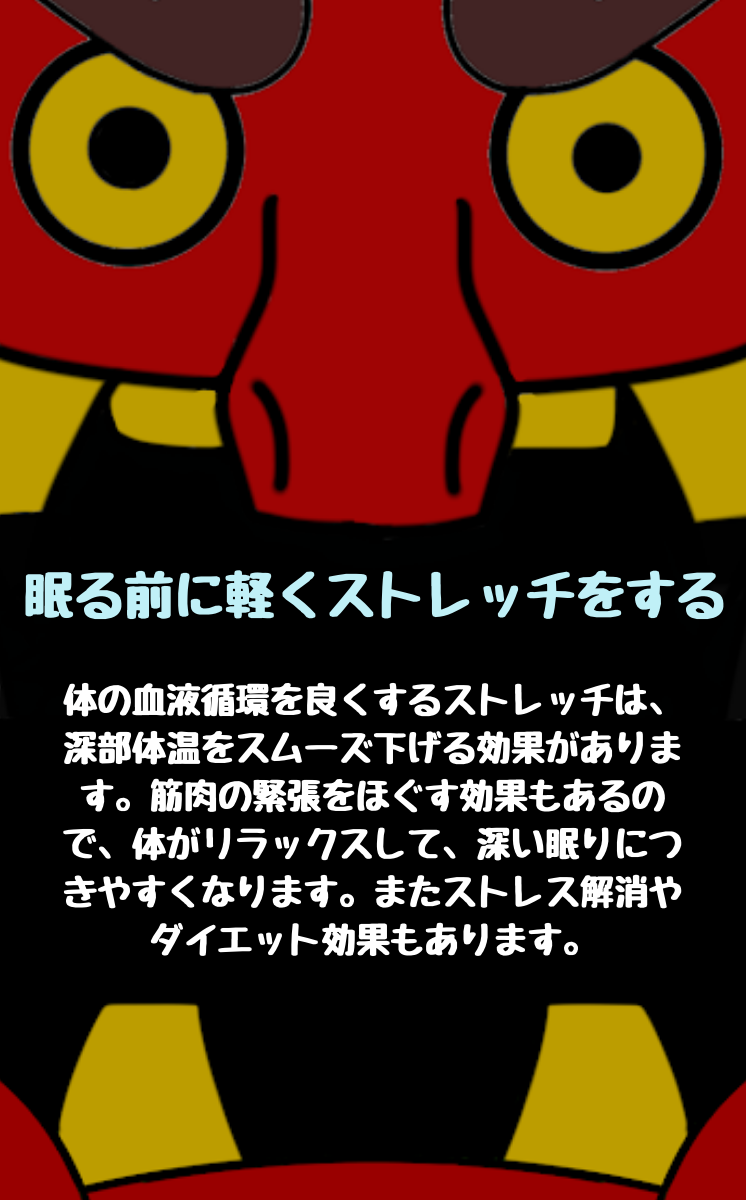 眠る前に軽くストレッチをする
体の血液循環を良くするストレッチは、
深部体温をスムーズ下げる効果がありま
す。筋肉の緊張をほぐす効果もあるの
で、体がリラックスして、深い眠りにつ
きやすくなります。またストレス解消や
ダイエット効果もあります。